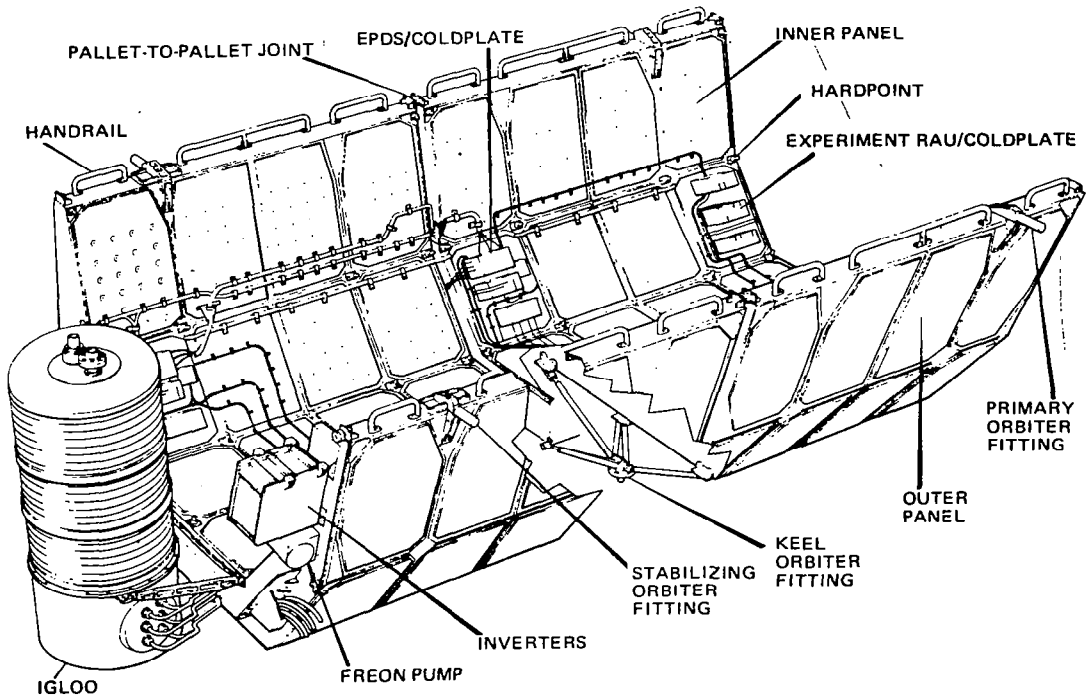 PALLET-TO-PALLET JOINT
EPDS/COLDPLATE
INNER PANEL
HARDPOINT
HANDRAIL
EXPERIMENT RAU/COLDPLATE
PRIMARY
ORBITER
FITTING
OUTER
PANEL
KEEL
ORBITER
FITTING
STABILIZING
ORBITER
FITTING
INVERTERS
FREON PUMP
IGLOO